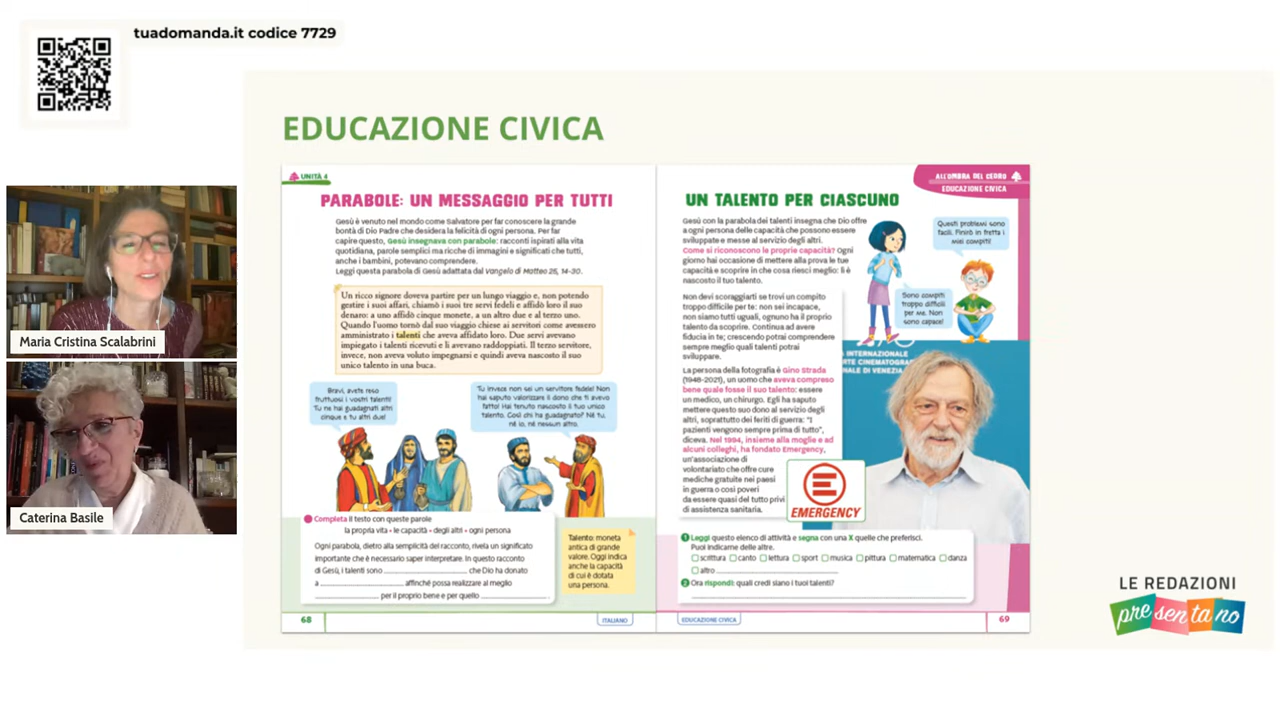 tuadomanda.it codice 7729
EDUCAZIONE CIVICA
Maria Cristina Scalabrini
Caterina Basile
UNITÀ 4
PARABOLE: UN MESSAGGIO PER TUTTI
Gesù è venuto nel mondo come Salvatore per far conoscere la grande
bontà di Dio Padre che desidera la felicità di ogni persona. Per far
capire questo, Gesù insegnava con parabole: racconti ispirati alla vita
quotidiana, parole semplici ma ricche di immagini e significati che tutti,
anche i bambini, potevano comprendere.
Leggi questa parabola di Gesù adattata dal Vangelo di Matteo 25, 14-30.
Un ricco signore doveva partire per un lungo viaggio e, non potendo
gestire i suoi affari, chiamò i suoi tre servi fedeli e affidò loro il suo
denaro: a uno affidò cinque monete, a un altro due e al terzo uno.
Quando l'uomo tornò dal suo viaggio chiese ai servitori come avessero
amministrato i talenti che aveva affidato loro. Due servi avevano
impiegato i talenti ricevuti e li avevano raddoppiati. Il terzo servitore,
invece, non aveva voluto impegnarsi e quindi aveva nascosto il suo
unico talento in una buca.
Bravi, avete reso
fruttuosi i vostri talenti!
Tu ne hai guadagnati altri
cinque e tu altri due!
Tu invece non sei un servitore fedele! Non
hai saputo valorizzare il dono che ti avevo
fatto! Hai tenuto nascosto il tuo unico
talento. Così chi ha guadagnato? Né tu,
né io, né nessun altro.
Completa il testo con queste parole
la propria vita • le capacità • degli altri • ogni persona
Ogni parabola, dietro alla semplicità del racconto, rivela un significato
importante che è necessario saper interpretare. In questo racconto
di Gesù, i talenti sono che Dio ha donato
a affinché possa realizzare al meglio
per il proprio bene e per quello
Talento: moneta
antica di grande
valore. Oggi indica
anche la capacità
di cui è dotata
una persona.
68
ITALIANO
ALL'OMBRA DEL CEDRO
EDUCAZIONE CIVICA
UN TALENTO PER CIASCUNO
Gesù con la parabola dei talenti insegna che Dio offre
a ogni persona delle capacità che possono essere
sviluppate e messe al servizio degli altri.
Come si riconoscono le proprie capacità? Ogni
giorno hai occasione di mettere alla prova le tue
capacità e scoprire in che cosa riesci meglio: lì è
nascosto il tuo talento.
Non devi scoraggiarti se trovi un compito
troppo difficile per te: non sei incapace,
non siamo tutti uguali, ognuno ha il proprio
talento da scoprire. Continua ad avere
fiducia in te; crescendo potrai comprendere
sempre meglio quali talenti potrai
sviluppare.
La persona della fotografia è Gino Strada
(1948-2021), un uomo che aveva compreso
bene quale fosse il suo talento: essere
un medico, un chirurgo. Egli ha saputo
mettere questo suo dono al servizio degli
altri, soprattutto dei feriti di guerra: "I
pazienti vengono sempre prima di tutto",
diceva. Nel 1994, insieme alla moglie e ad
alcuni colleghi, ha fondato Emergency,
un'associazione di
volontariato che offre cure
mediche gratuite nei paesi
in guerra o così poveri
da essere quasi del tutto privi
di assistenza sanitaria.
Questi problemi sono
facili. Finirò in fretta i
miei compiti!
Sono compiti
troppo difficili
per me. Non
sono capace!
A INTERNAZIONALE
ARTE CINEMATOGRAF
NALE DI VENEZIA
EMERGENCY
1 Leggi questo elenco di attività e segna con una X quelle che preferisci.
Puoi indicarne delle altre.
scrittura canto lettura sport musica pittura matematica danza
altro
2 Ora rispondi: quali credi siano i tuoi talenti?
EDUCAZIONE CIVICA
69
LE REDAZIONI
presentano